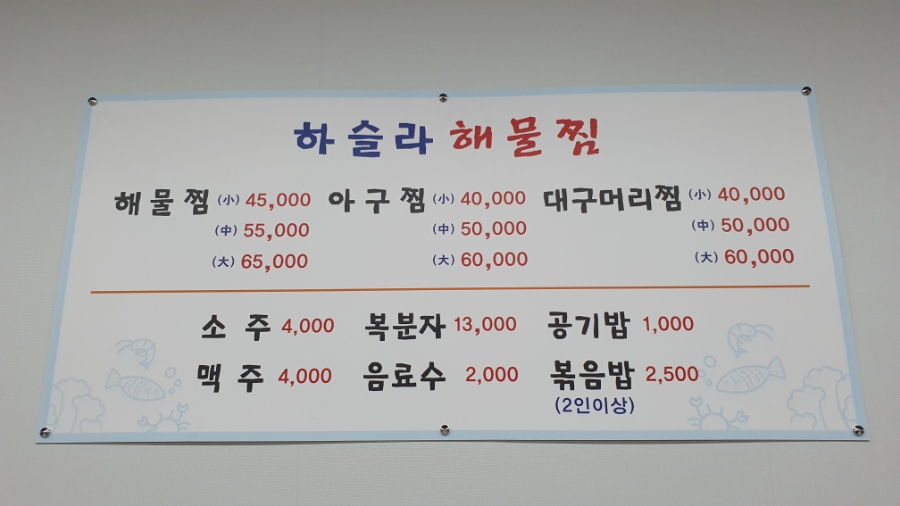 하슬라 해물찜
해물찜 (小) 45,000 아구찜 (小) 40,000 대구머리찜 (小) 40,000
(中) 55,000 (中) 50,000 (中) 50,000
(大) 65,000 (大) 60,000 (大) 60,000
소주 4,000 복분자 13,000 공기밥 1,000
맥주 4,000 음료수 2,000 볶음밥 2,500
(2인이상)